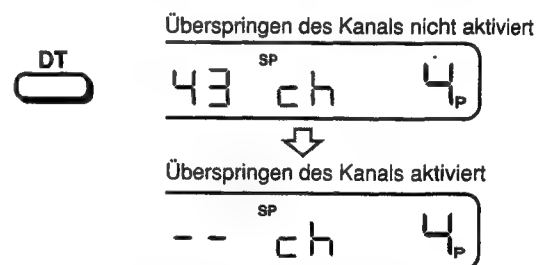 Überspringen des Kanals nicht aktiviert
DT
SP
43 ch 4P
Überspringen des Kanals aktiviert
SP
-- ch 4P